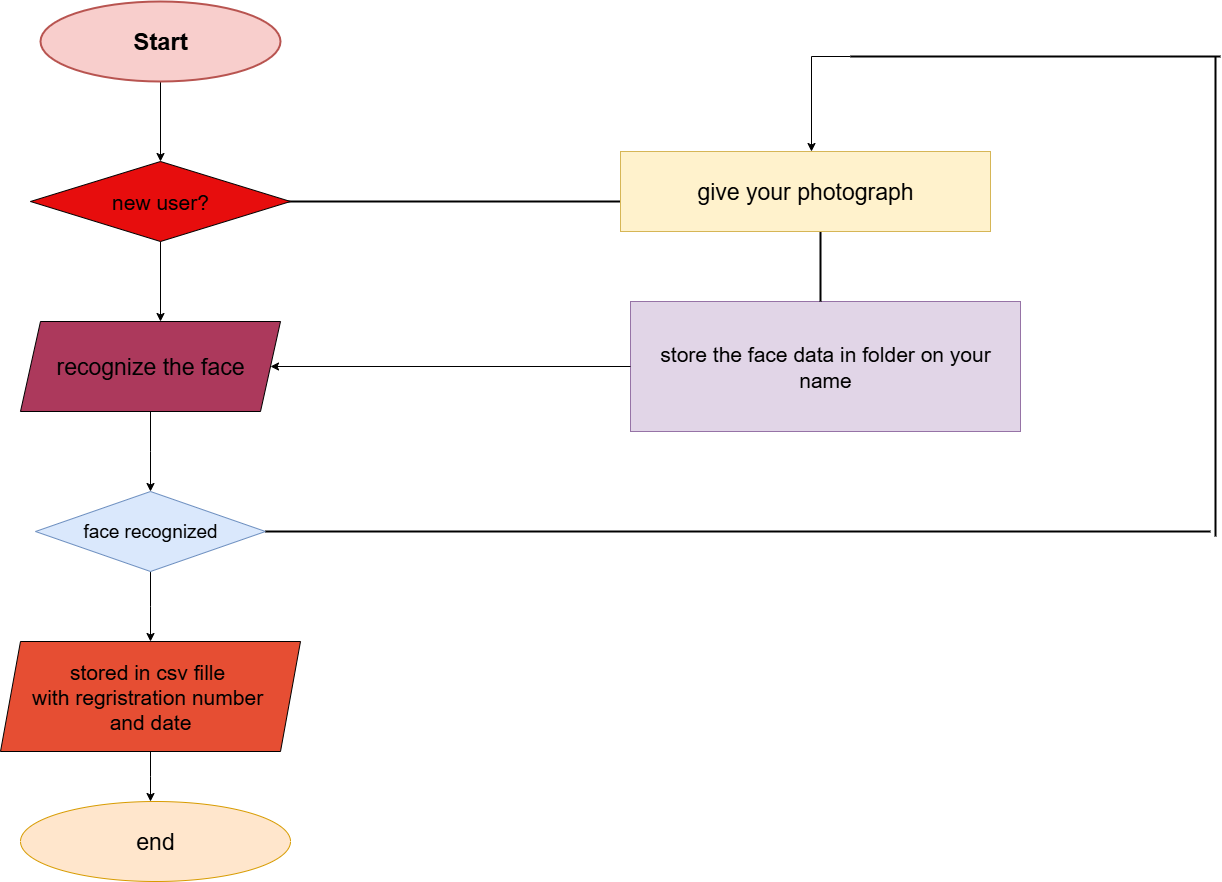 Start
new user?
give your photograph
recognize the face
store the face data in folder on your
name
face recognized
stored in csv fille
with regristration number
and date
end